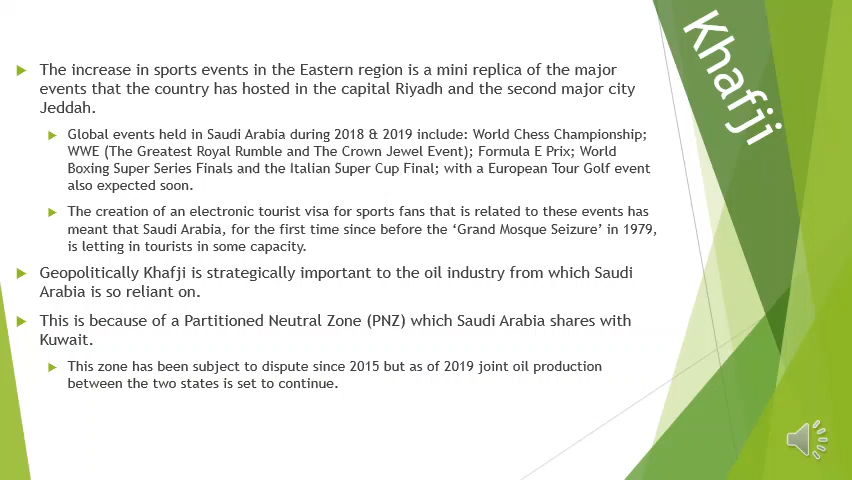 Khafji
The increase in sports events in the Eastern region is a mini replica of the major
events that the country has hosted in the capital Riyadh and the second major city
Jeddah.
Global events held in Saudi Arabia during 2018 & 2019 include: World Chess Championship;
WWE (The Greatest Royal Rumble and The Crown Jewel Event); Formula E Prix; World
Boxing Super Series Finals and the Italian Super Cup Final; with a European Tour Golf event
also expected soon.
The creation of an electronic tourist visa for sports fans that is related to these events has
meant that Saudi Arabia, for the first time since before the ‘Grand Mosque Seizure’ in 1979,
is letting in tourists in some capacity.
Geopolitically Khafji is strategically important to the oil industry from which Saudi
Arabia is so reliant on.
This is because of a Partitioned Neutral Zone (PNZ) which Saudi Arabia shares with
Kuwait.
This zone has been subject to dispute since 2015 but as of 2019 joint oil production
between the two states is set to continue.